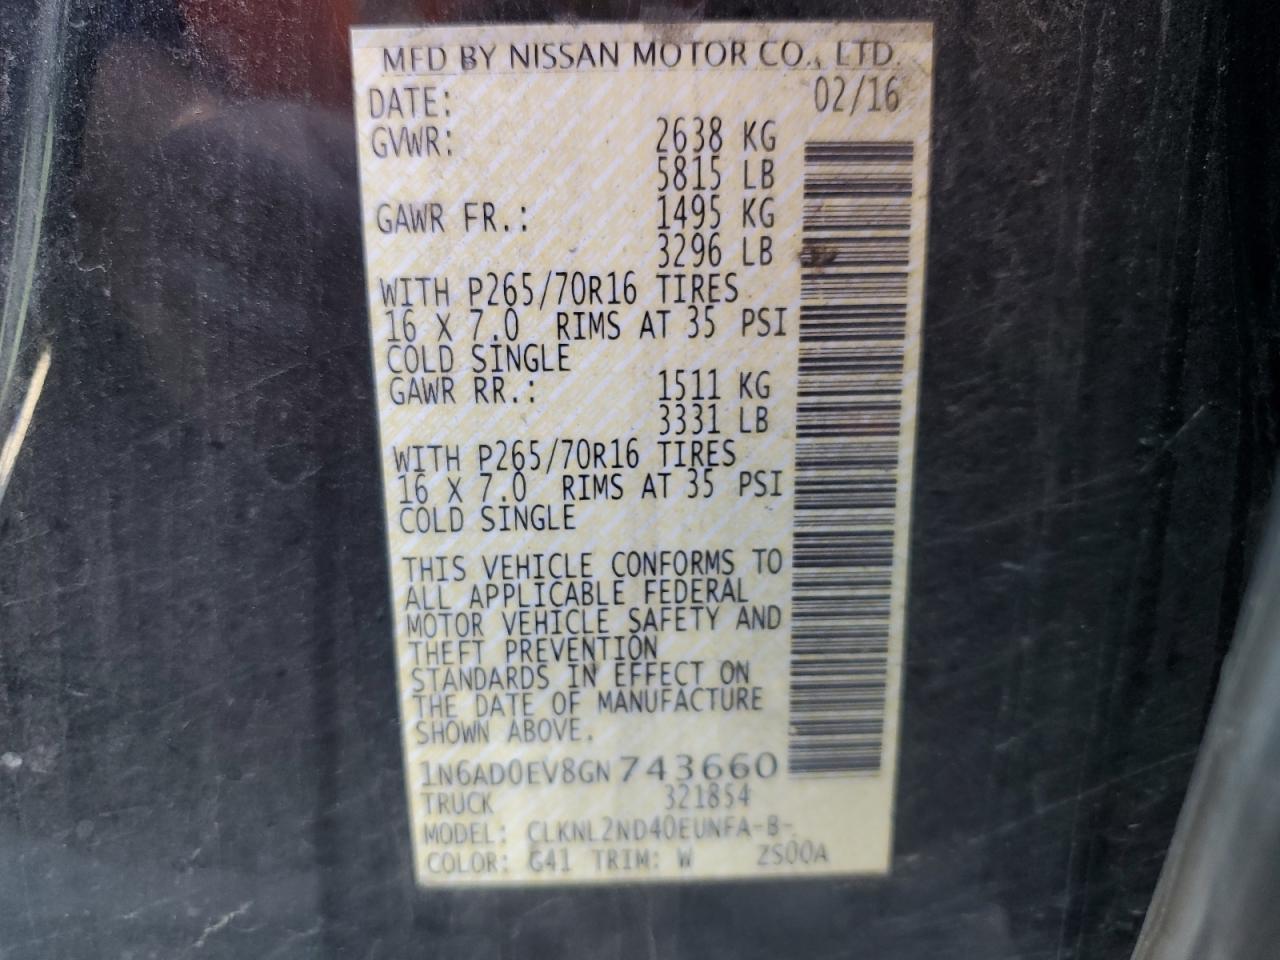 MFD BY NISSAN MOTOR CO., LTD.
DATE: 02/16
GVWR: 2638 KG
5815 LB
GAWR FR.: 1495 KG
3296 LB
WITH P265/70R16 TIRES
16 X 7.0 RIMS AT 35 PSI
COLD SINGLE
GAWR RR.: 1511 KG
3331 LB
WITH P265/70R16 TIRES
16 X 7.0 RIMS AT 35 PSI
COLD SINGLE
THIS VEHICLE CONFORMS TO
ALL APPLICABLE FEDERAL
MOTOR VEHICLE SAFETY AND
THEFT PREVENTION
STANDARDS IN EFFECT ON
THE DATE OF MANUFACTURE
SHOWN ABOVE.
1N6AD0EV8GN743660
TRUCK 321854
MODEL: CLKNL2ND40EUNFA-B-
COLOR: G41 TRIM: W ZS00A